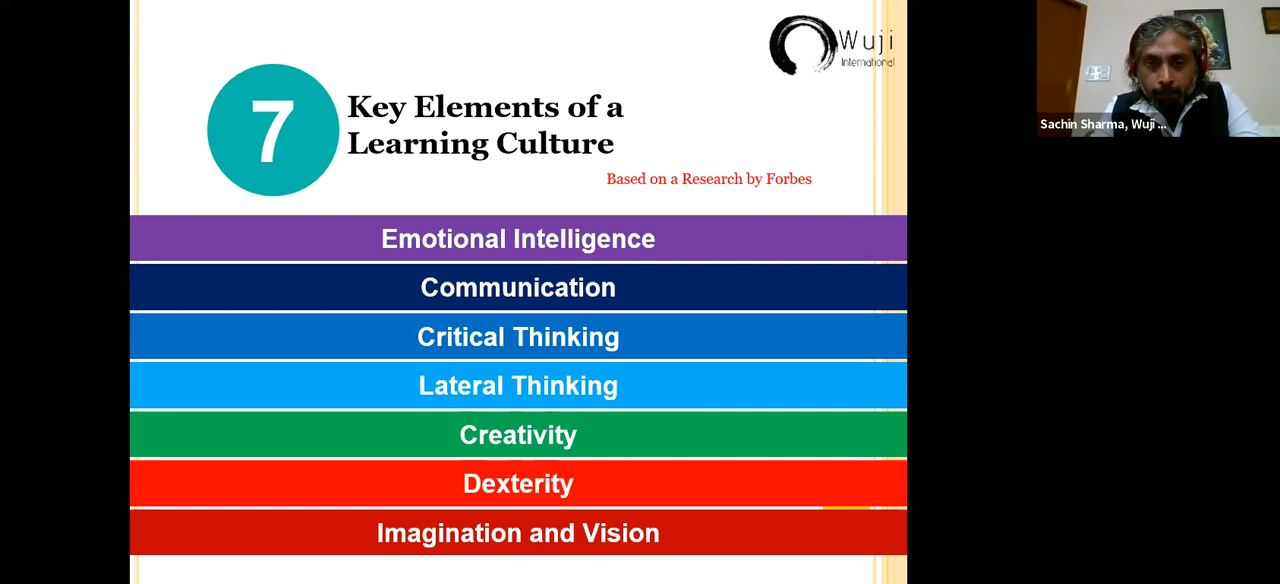 Wuji
International
7
Key Elements of a
Learning Culture
Based on a Research by Forbes
Emotional Intelligence
Communication
Critical Thinking
Lateral Thinking
Creativity
Dexterity
Imagination and Vision
Sachin Sharma, Wuji ...